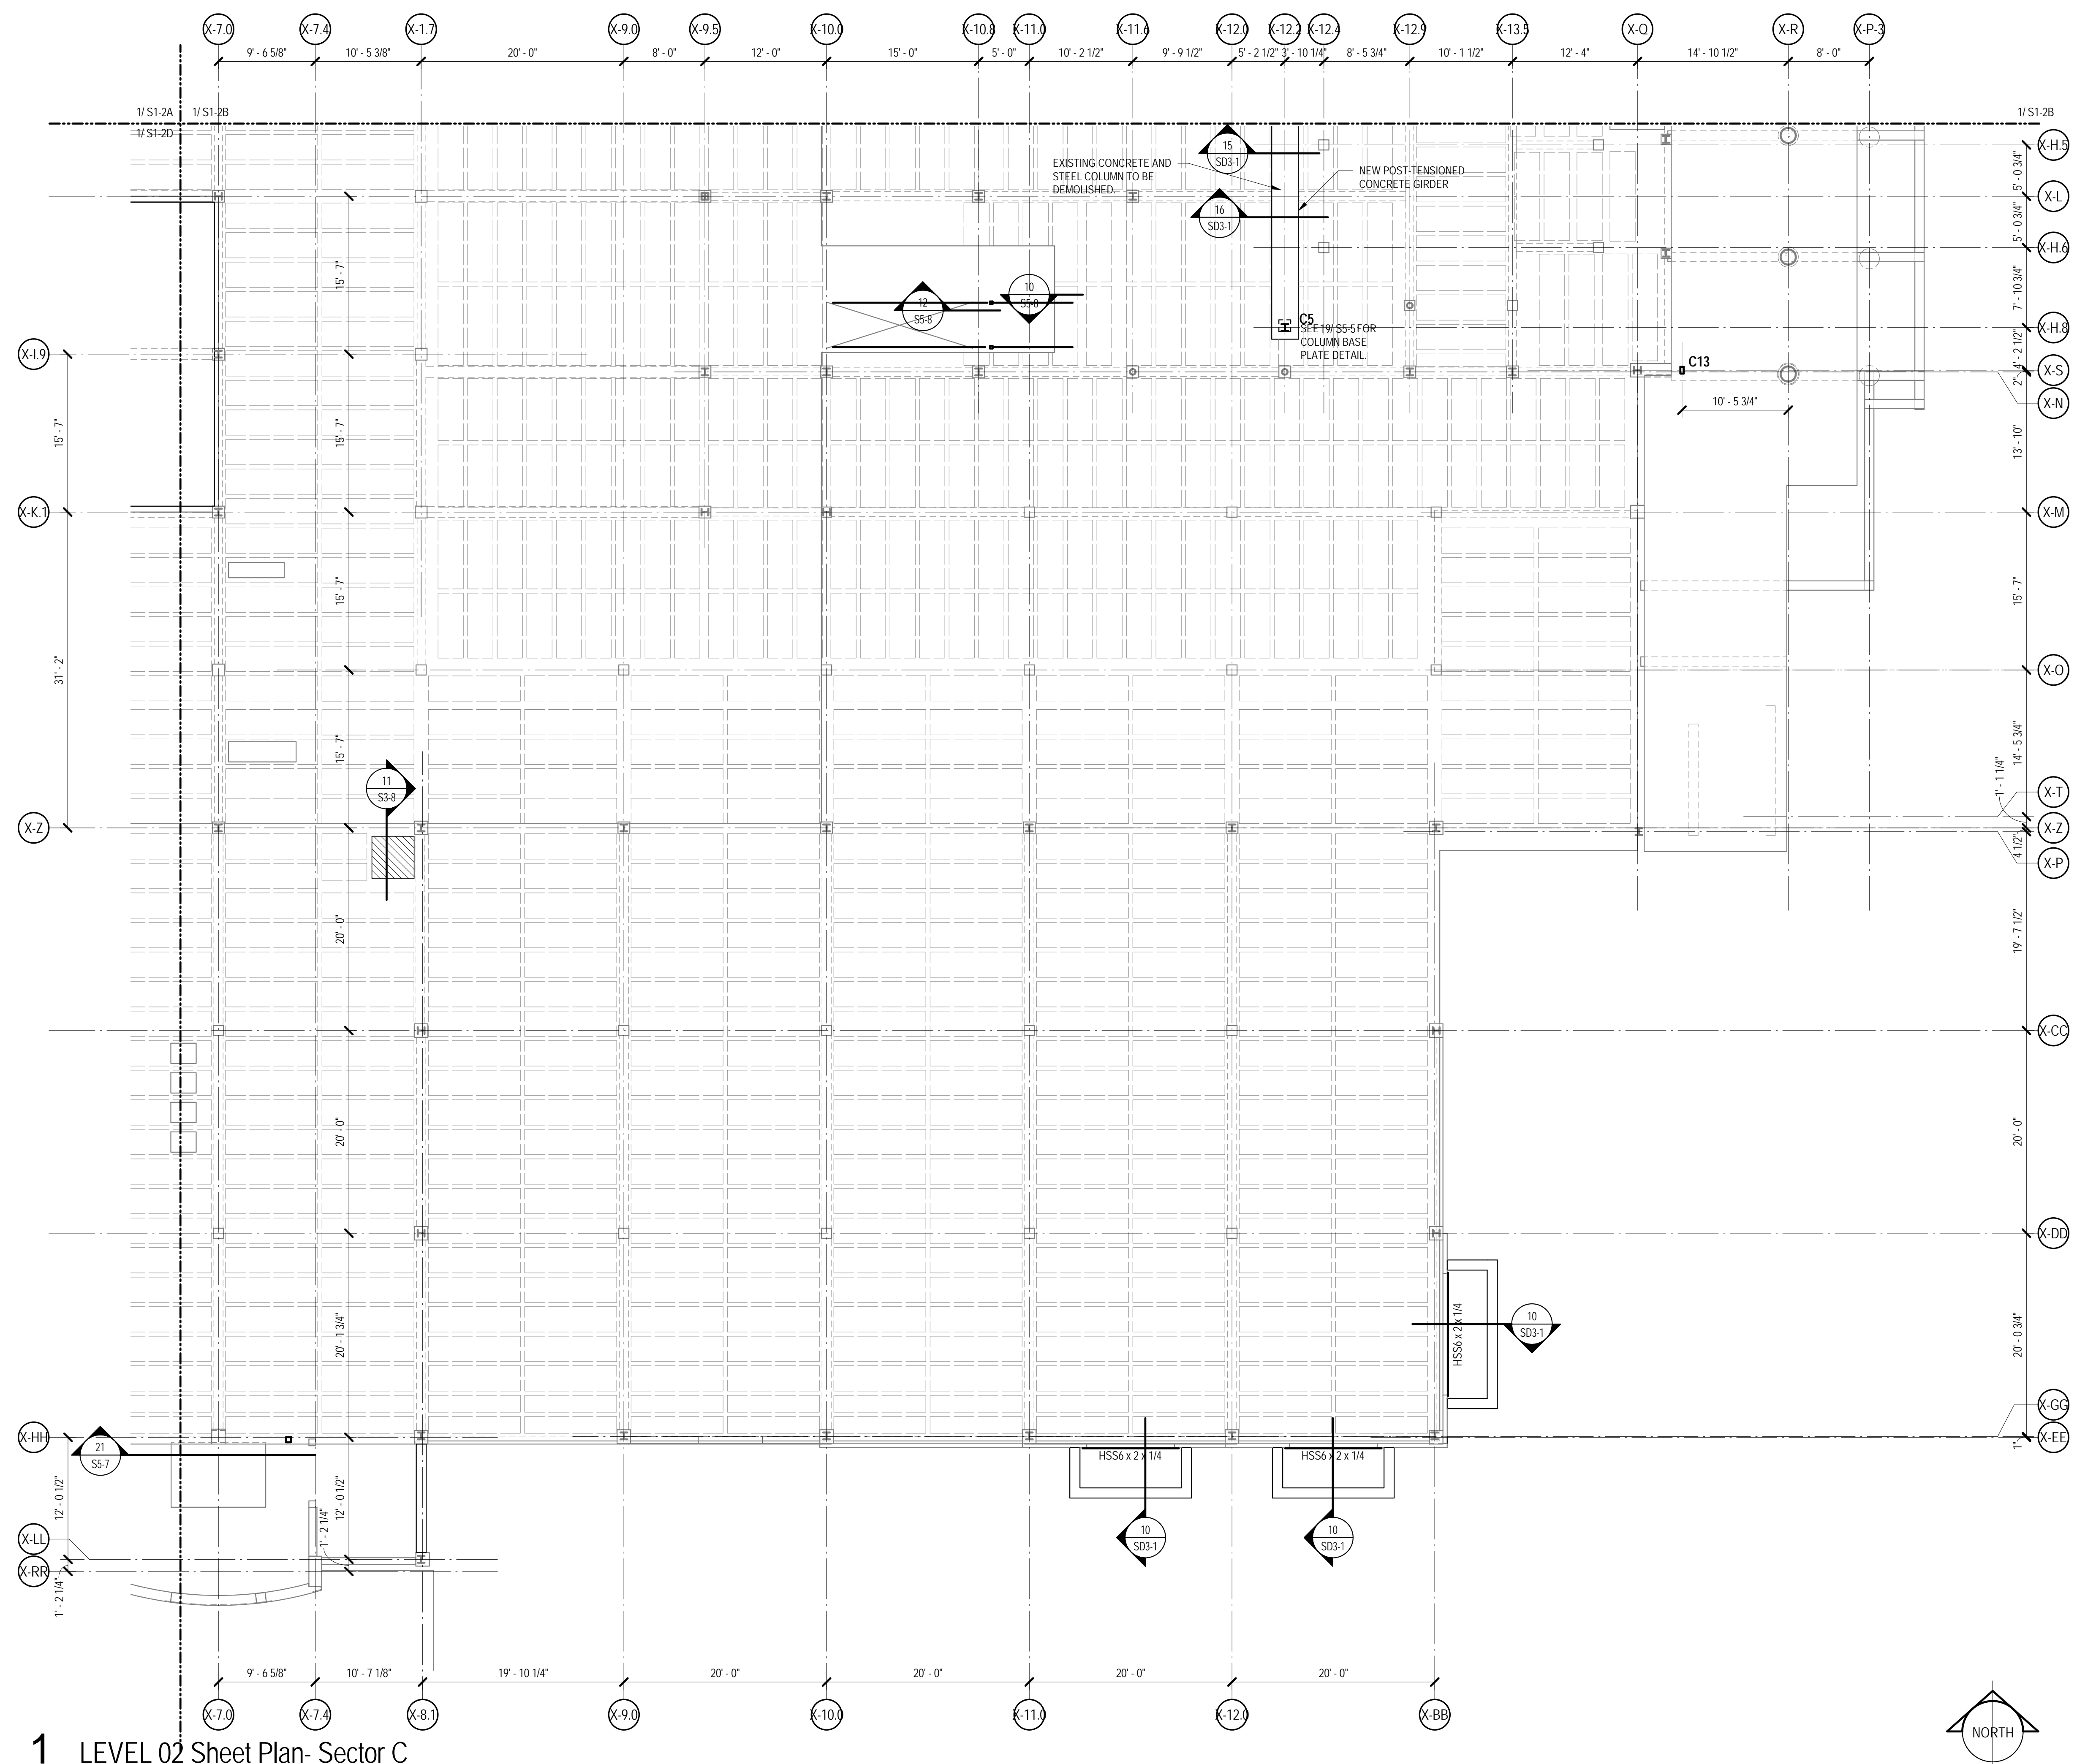 X-7.0 X-7.4 X-1.7 X-9.0 X-9.5 X-10.0 X-10.8 X-11.0 X-11.6 X-12.0 X-12.2 X-12.4 X-12.9 X-13.5 X-Q X-R X-P-3
9' - 6 5/8" 10' - 5 3/8" 20' - 0" 8' - 0" 12' - 0" 15' - 0" 5' - 0" 10' - 2 1/2" 9' - 9 1/2" 5' - 2 1/2" 3' - 10 1/4" 8' - 5 3/4" 10' - 1 1/2" 12' - 4" 14' - 10 1/2" 8' - 0"
1/ S1-2A 1/ S1-2B
1/ S1-2D
1/ S1-2B
15
SD3-1
16
SD3-1
EXISTING CONCRETE AND
STEEL COLUMN TO BE
DEMOLISHED.
NEW POST-TENSIONED
CONCRETE GIRDER
X-H.5
5' - 0 3/4"
X-L
5' - 0 3/4"
X-H.6
7' - 10 3/4"
X-H.8
4' - 2 1/2"
X-S
2"
X-N
13' - 10"
X-M
15' - 7"
X-O
14' - 5 3/4"
1' - 1 1/4"
X-T
X-Z
4 1/2"
X-P
19' - 7 1/2"
X-CC
20' - 0"
X-DD
20' - 0 3/4"
X-GG
X-EE
1"
12
S5-8
10
S5-8
C5
SEE 19/ S5-5 FOR
COLUMN BASE
PLATE DETAIL.
C13
10' - 5 3/4"
X-I.9
15' - 7"
X-K.1
31' - 2"
X-Z
15' - 7"
15' - 7"
15' - 7"
15' - 7"
11
S3-8
20' - 0"
20' - 0"
20' - 1 3/4"
12' - 0 1/2"
1' - 2 1/4"
HSS6 x 2 x 1/4
10
SD3-1
HSS6 x 2 x 1/4
HSS6 x 2 x 1/4
10
SD3-1
10
SD3-1
X-HH
21
S5-7
12' - 0 1/2"
X-LL
X-RR
1' - 2 1/4"
9' - 6 5/8" 10' - 7 1/8" 19' - 10 1/4" 20' - 0" 20' - 0" 20' - 0" 20' - 0"
X-7.0 X-7.4 X-8.1 X-9.0 X-10.0 X-11.0 X-12.0 X-BB
NORTH
1 LEVEL 02 Sheet Plan- Sector C